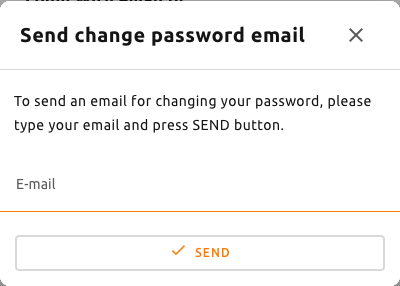 Send change password email
To send an email for changing your password, please
type your email and press SEND button.
E-mail
SEND